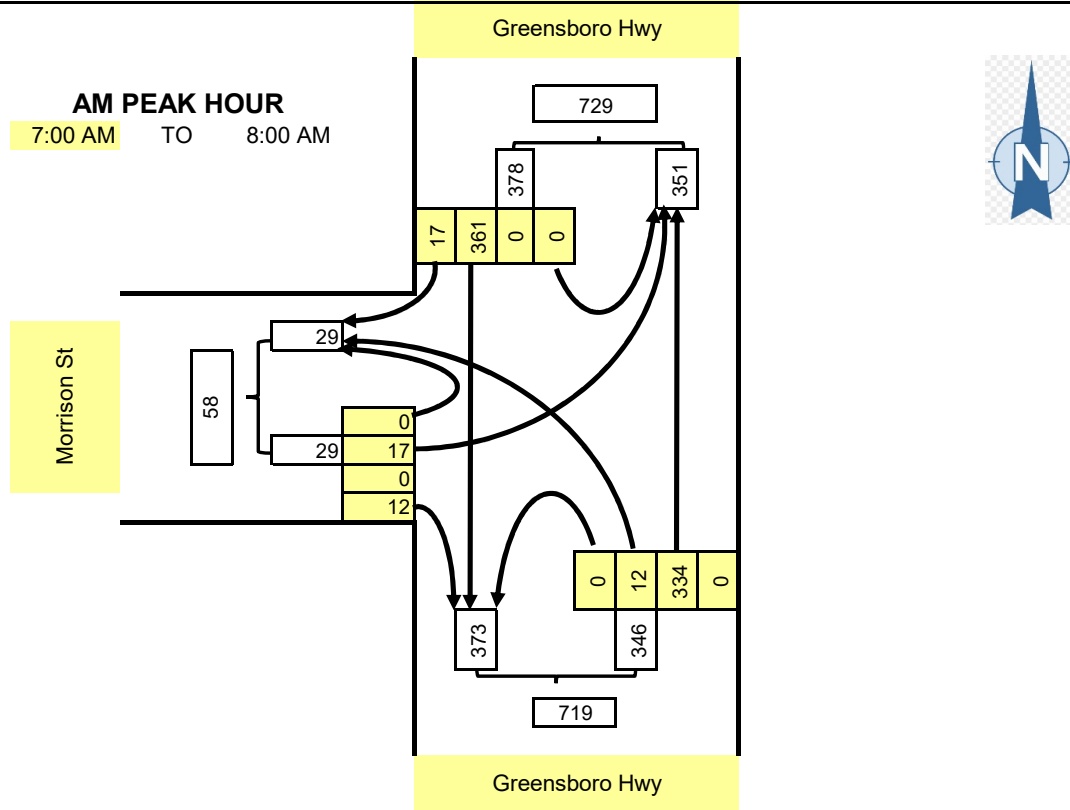 Greensboro Hwy
AM PEAK HOUR
7:00 AM TO 8:00 AM
N
729
378
351
17 361 0 0
Morrison St
58
29
0
29 17
0
12
0 12 334 0
373
346
719
Greensboro Hwy